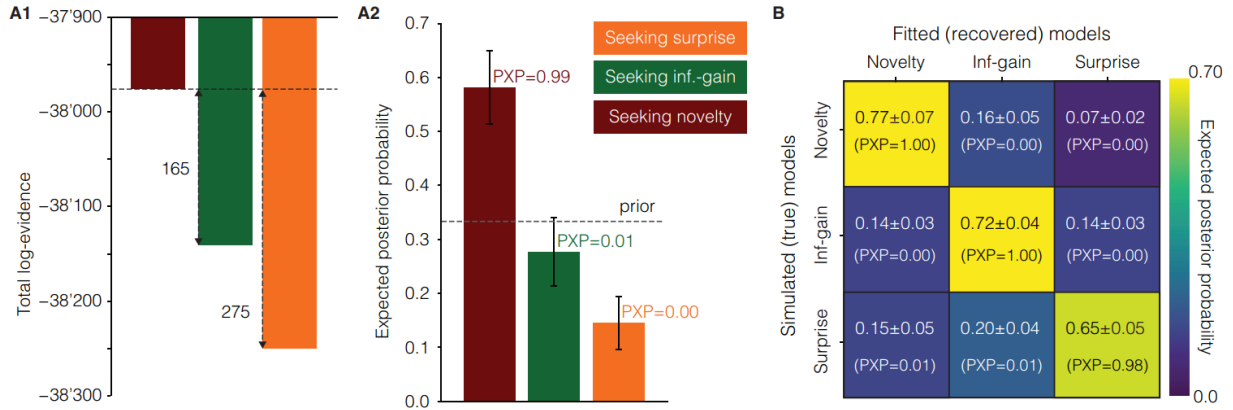 A1
Total log-evidence
−37'900
−38'000
−38'100
−38'200
−38'300
165
275
A2
Expected posterior probability
0.7
0.6
0.5
0.4
0.3
0.2
0.1
0.0
Seeking surprise
Seeking inf.-gain
Seeking novelty
PXP=0.99
prior
PXP=0.01
PXP=0.00
B
Fitted (recovered) models
Novelty Inf-gain Surprise
Simulated (true) models
Novelty
Inf-gain
Surprise
0.77±0.07 0.16±0.05 0.07±0.02
(PXP=1.00) (PXP=0.00) (PXP=0.00)
0.14±0.03 0.72±0.04 0.14±0.03
(PXP=0.00) (PXP=1.00) (PXP=0.00)
0.15±0.05 0.20±0.04 0.65±0.05
(PXP=0.01) (PXP=0.01) (PXP=0.98)
0.70
Expected posterior probability
0.0